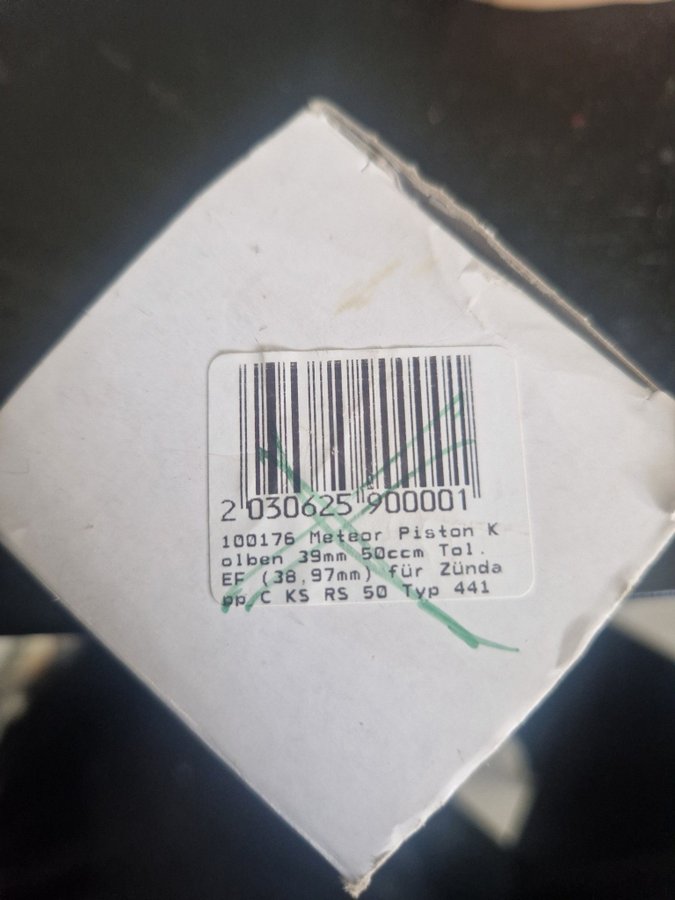 2 030625 900001
100176 Meteor Piston K
olben 39mm 50ccm Tol.
EF (38,97mm) für Zünda
pp C KS RS 50 Typ 441